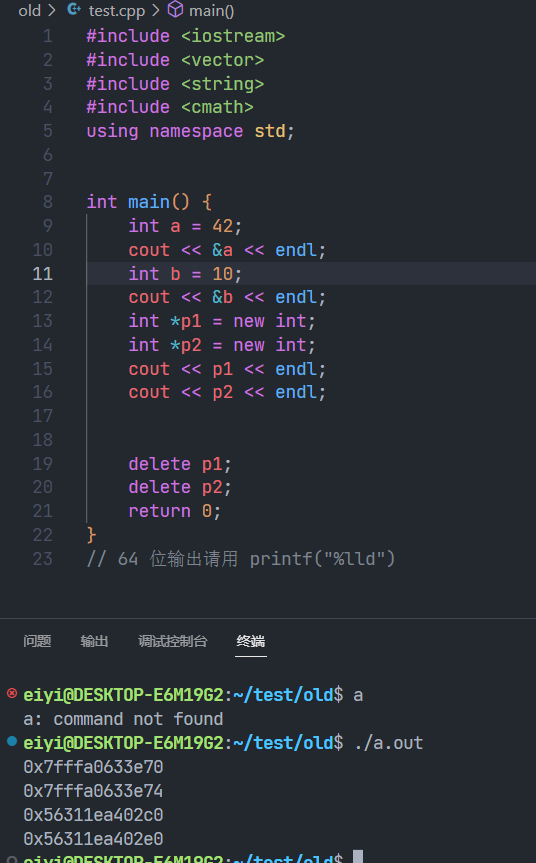 old > test.cpp > main()
1 #include <iostream>
2 #include <vector>
3 #include <string>
4 #include <cmath>
5 using namespace std;
6
7
8 int main() {
9     int a = 42;
10     cout << &a << endl;
11     int b = 10;
12     cout << &b << endl;
13     int *p1 = new int;
14     int *p2 = new int;
15     cout << p1 << endl;
16     cout << p2 << endl;
17
18
19     delete p1;
20     delete p2;
21     return 0;
22 }
23 // 64 位输出请用 printf("%lld")
问题 输出 调试控制台 终端
eiyi@DESKTOP-E6M19G2:~/test/old$ a
a: command not found
eiyi@DESKTOP-E6M19G2:~/test/old$ ./a.out
0x7fffa0633e70
0x7fffa0633e74
0x56311ea402c0
0x56311ea402e0
eiyi@DESKTOP-E6M19G2:~/test/old$